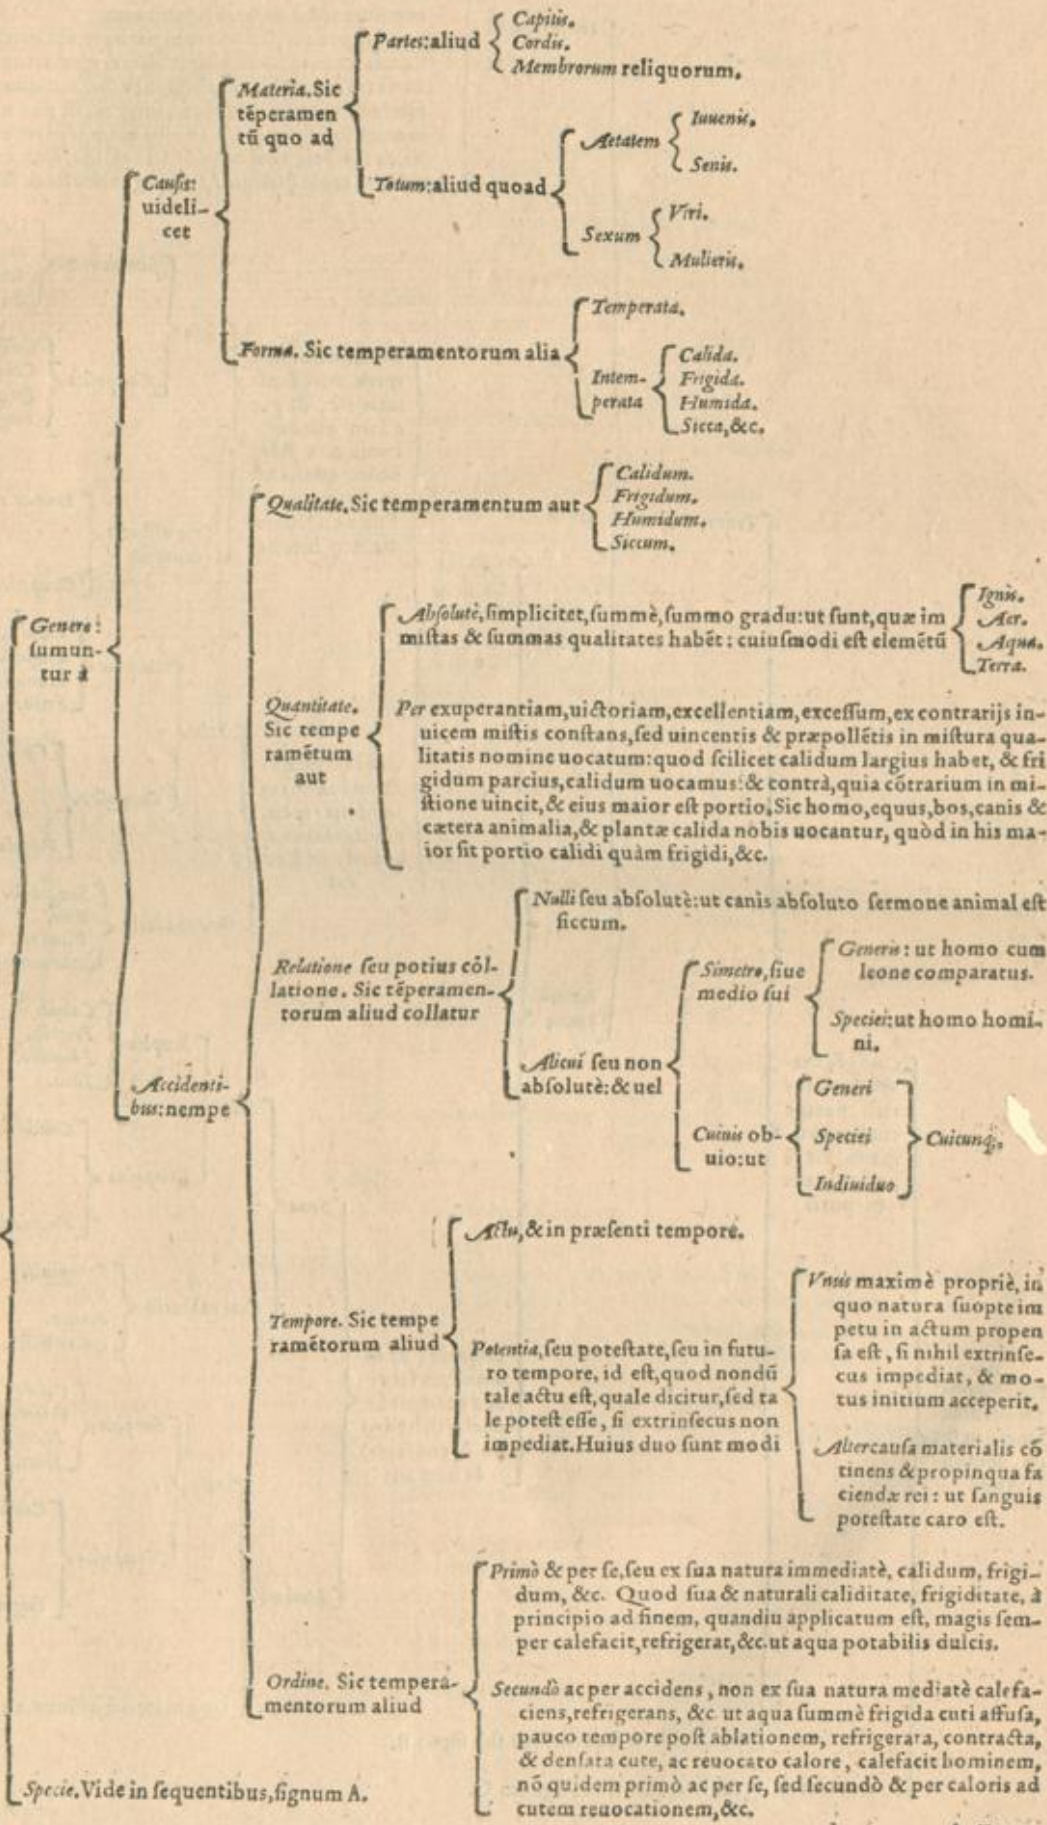 Capitis.
Partes: aliud
Cordis.
Membrorum reliquorum.
Materia. Sic
tēperamen
tū quo ad
Iuuenis.
Aetatem
Senis.
Totum: aliud quoad
Viri.
Sexum
Mulieris.
Causis:
uideli-
cet
Temperata.
Forma. Sic temperamentorum alia
Calida.
Intem-
perata
Frigida.
Humida.
Sicca, &c.
Calidum.
Qualitate. Sic temperamentum aut
Frigidum.
Humidum.
Siccum.
Genere:
sumun-
tur à
Absolutè, simpliciter, summè, summo gradu: ut sunt, quæ im
mistas & summas qualitates habēt: cuiusmodi est elemētū
Ignis.
Aer.
Aqua.
Terra.
Quantitate.
Sic tempe
ramētum
aut
Per exuperantiam, uictoriam, excellentiam, excessum, ex contrarijs in-
uicem mistis constans, sed uincentis & præpollētis in mistura qua-
litatis nomine uocatum: quod scilicet calidum largius habet, & fri
gidum parcius, calidum uocamus: & contrà, quia cōtrarium in mi-
stione uincit, & eius maior est portio. Sic homo, equus, bos, canis &
cætera animalia, & plantæ calida nobis uocantur, quòd in his ma-
ior sit portio calidi quàm frigidi, &c.
Nulli seu absolutè: ut canis absoluto sermone animal est
siccum.
Relatione seu potius cōl-
latione. Sic tēperamen-
torum aliud collatur
Simetro, siue
medio sui
Generis: ut homo cum
leone comparatus.
Speciei: ut homo homi-
ni.
Alicui seu non
absolutè: & uel
Accidenti-
bus: nempe
Cuiuis ob-
uio: ut
Generi
Speciei
Indiuiduo
Cuicunq;.
Actu, & in præsenti tempore.
Tempore. Sic tempe
ramētorum aliud
Potentia, seu potestate, seu in futu-
ro tempore, id est, quod nondū
tale actu est, quale dicitur, sed ta
le potest esse, si extrinsecus non
impediat. Huius duo sunt modi
Vnus maximè propriè, in
quo natura suopte im
petu in actum propen
sa est, si nihil extrinse-
cus impediat, & mo-
tus initium acceperit.
Alter causa materialis cō
tinens & propinqua fa
ciendæ rei: ut sanguis
potestate caro est.
Primò & per se, seu ex sua natura immediatè, calidum, frigi-
dum, &c. Quod sua & naturali caliditate, frigiditate, à
principio ad finem, quandiu applicatum est, magis sem-
per calefacit, refrigerat, &c. ut aqua potabilis dulcis.
Ordine. Sic tempera-
mentorum aliud
Secundò ac per accidens, non ex sua natura mediatè calefa-
ciens, refrigerans, &c. ut aqua summè frigida cuti affusa,
pauco tempore post ablationem, refrigerata, contracta,
& densata cute, ac reuocato calore, calefacit hominem,
nō quidem primò ac per se, sed secundò & per caloris ad
cutem reuocationem, &c.
Specie. Vide in sequentibus, signum A.